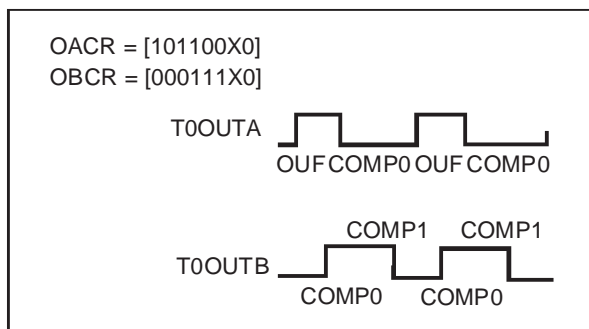 OACR = [101100X0]
OBCR = [000111X0]
T0OUTA
OUF COMP0 OUF COMP0
COMP1 COMP1
T0OUTB
COMP0 COMP0